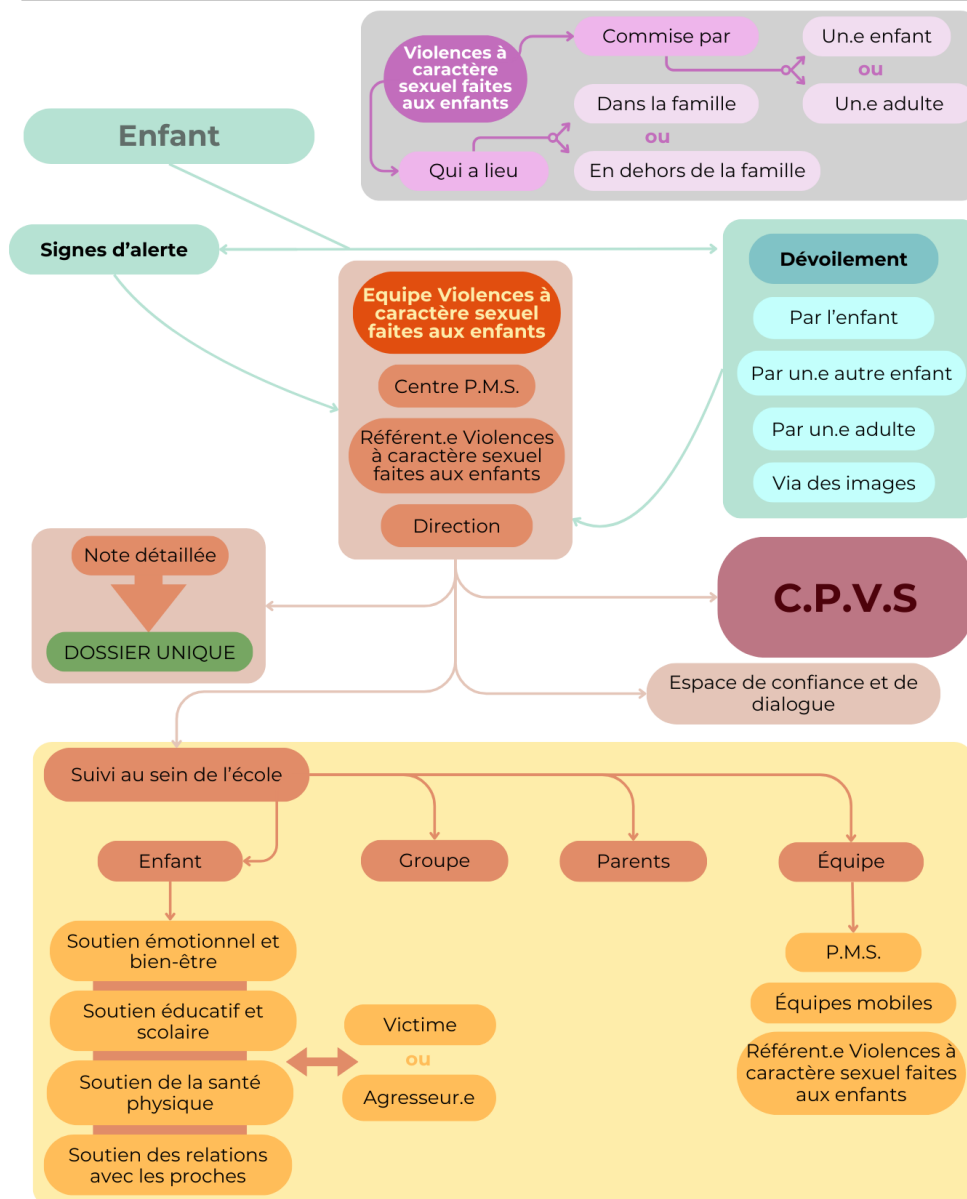 Violences à
caractère
sexuel faites
aux enfants
Commise par
Un.e enfant
ou
Un.e adulte
Qui a lieu
Dans la famille
ou
En dehors de la famille
Enfant
Signes d’alerte
Dévoilement
Par l’enfant
Par un.e autre enfant
Par un.e adulte
Via des images
Equipe Violences à
caractère sexuel
faites aux enfants
Centre P.M.S.
Référent.e Violences
à caractère sexuel
faites aux enfants
Direction
Note détaillée
DOSSIER UNIQUE
C.P.V.S
Espace de confiance et de
dialogue
Suivi au sein de l’école
Enfant
Groupe
Parents
Équipe
Soutien émotionnel et
bien-être
Soutien éducatif et
scolaire
Soutien de la santé
physique
Soutien des relations
avec les proches
Victime
ou
Agresseur.e
P.M.S.
Équipes mobiles
Référent.e Violences à
caractère sexuel faites
aux enfants